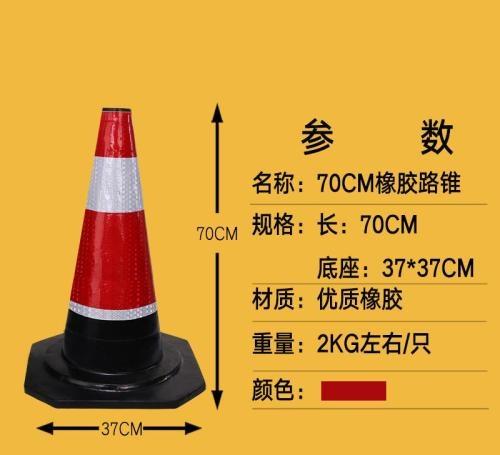 参 数
名称：70CM橡胶路锥
规格：长：70CM
底座：37*37CM
材质：优质橡胶
重量：2KG左右/只
颜色：
70CM
37CM